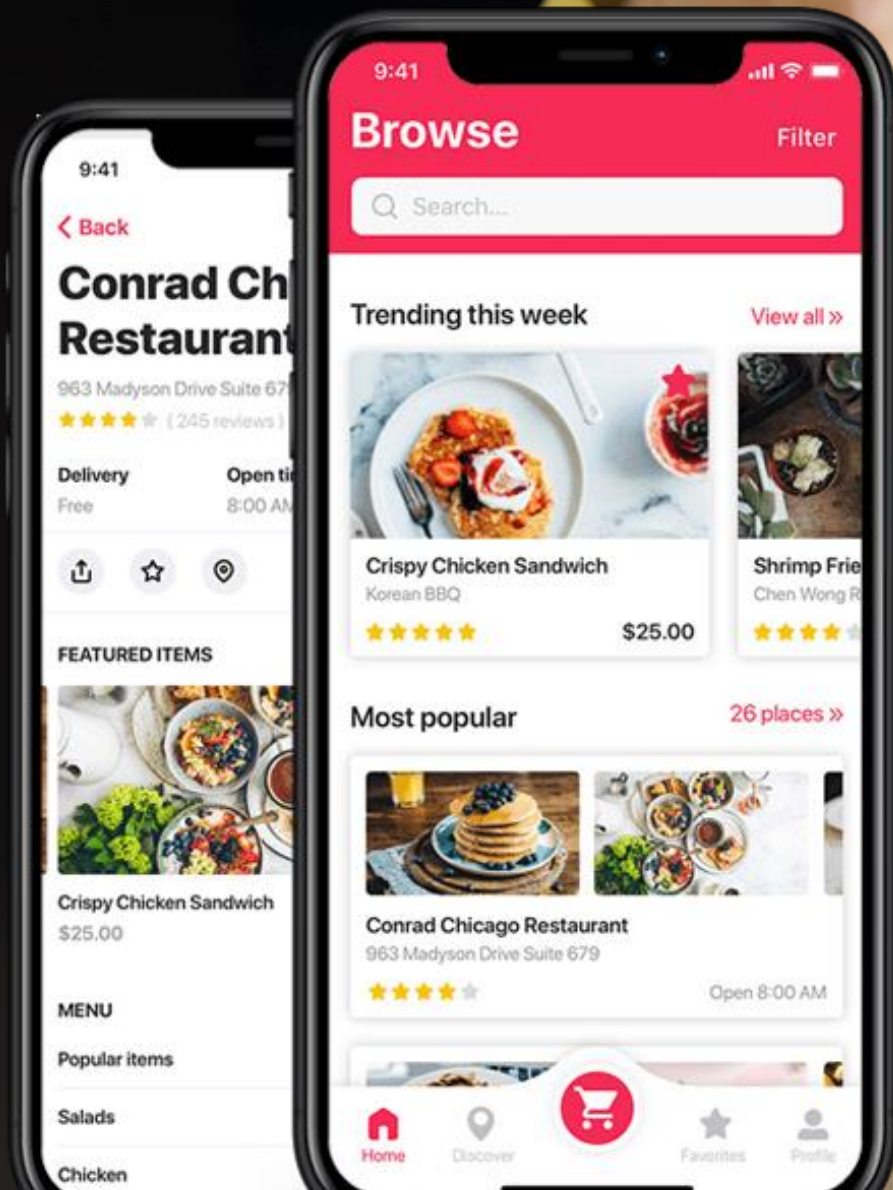 9:41
Back
Conrad Ch
Restaurant
963 Madyson Drive Suite 679
( 245 reviews )
Delivery
Open ti
Free
8:00 AM
FEATURED ITEMS
Crispy Chicken Sandwich
$25.00
MENU
Popular items
Salads
Chicken
9:41
Browse
Filter
Search...
Trending this week
View all »
Crispy Chicken Sandwich
Korean BBQ
$25.00
Shrimp Frie
Chen Wong R
Most popular
26 places »
Conrad Chicago Restaurant
963 Madyson Drive Suite 679
Open 8:00 AM
Home
Discover
Favorites
Profile